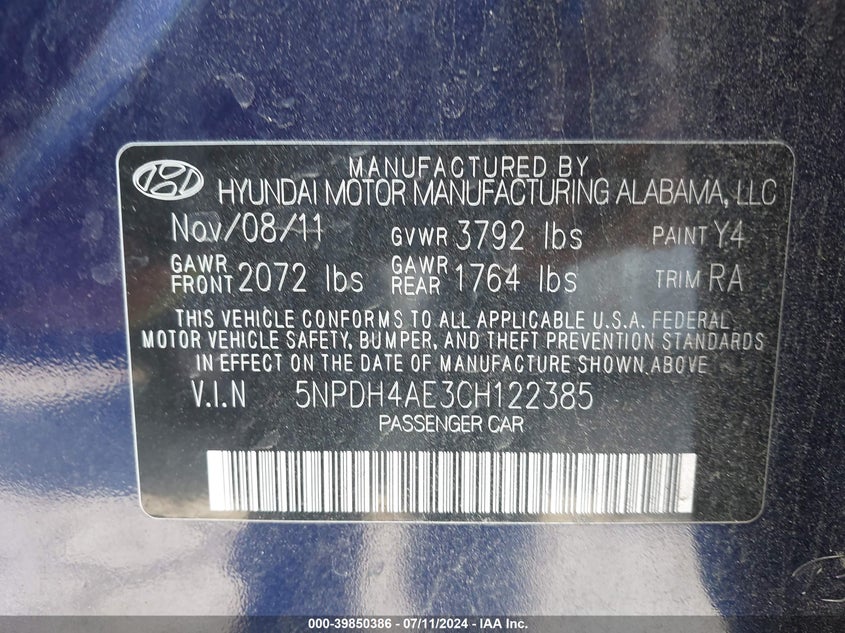 MANUFACTURED BY
HYUNDAI MOTOR MANUFACTURING ALABAMA, LLC
Nov/08/11 GVWR 3792 lbs PAINT Y4
GAWR FRONT 2072 lbs GAWR REAR 1764 lbs TRIM RA
THIS VEHICLE CONFORMS TO ALL APPLICABLE U.S.A. FEDERAL
MOTOR VEHICLE SAFETY, BUMPER, AND THEFT PREVENTION STANDARDS
IN EFFECT ON THE DATE OF MANUFACTURE SHOWN ABOVE
V.I.N 5NPDH4AE3CH122385
PASSENGER CAR
000-39850386 - 07/11/2024 - IAA Inc.